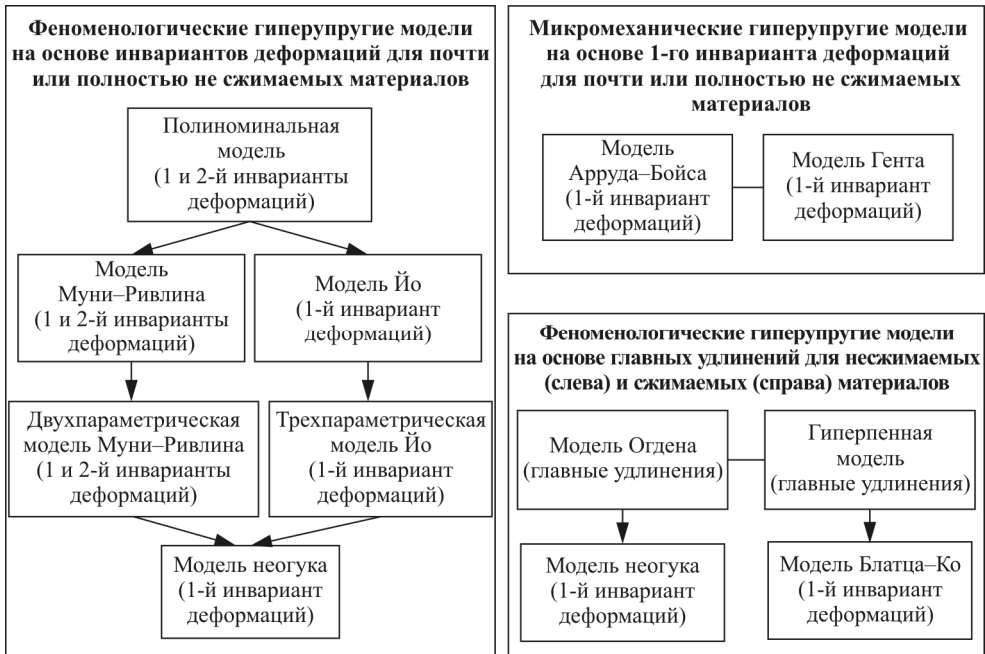 Феноменологические гиперупругие модели
на основе инвариантов деформаций для почти
или полностью не сжимаемых материалов
Полиноминальная
модель
(1 и 2-й инварианты
деформаций)
Модель
Муни–Ривлина
(1 и 2-й инварианты
деформаций)
Модель Йо
(1-й инвариант
деформаций)
Двухпараметрическая
модель Муни–Ривлина
(1 и 2-й инварианты
деформаций)
Трехпараметрическая
модель Йо
(1-й инвариант
деформаций)
Модель неогука
(1-й инвариант
деформаций)
Микромеханические гиперупругие модели
на основе 1-го инварианта деформаций
для почти или полностью не сжимаемых
материалов
Модель
Арруда–Бойса
(1-й инвариант
деформаций)
Модель Гента
(1-й инвариант
деформаций)
Феноменологические гиперупругие модели
на основе главных удлинений для несжимаемых
(слева) и сжимаемых (справа) материалов
Модель Огдена
(главные удлинения)
Гиперпенная
модель
(главные удлинения)
Модель неогука
(1-й инвариант
деформаций)
Модель Блатца–Ко
(1-й инвариант
деформаций)